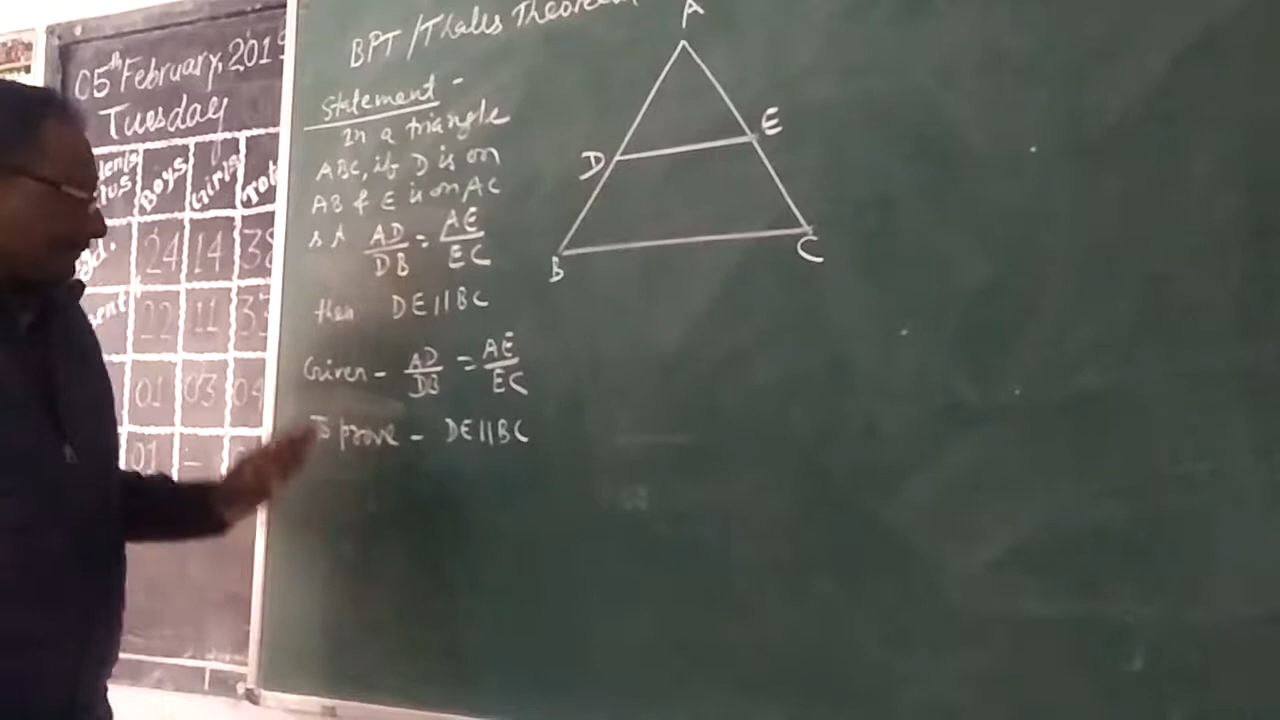 05th February, 2019
Tuesday
Boys Girls Tot
24 14 38
22 11 33
01 03 04
01 –
BPT/Thales Theorem
Statement -
In a triangle
ABC, if D is on
AB & E is on AC
s.t AD/DB = AE/EC
then DE||BC
Given - AD/DB = AE/EC
To prove - DE||BC
A
E
D
B
C